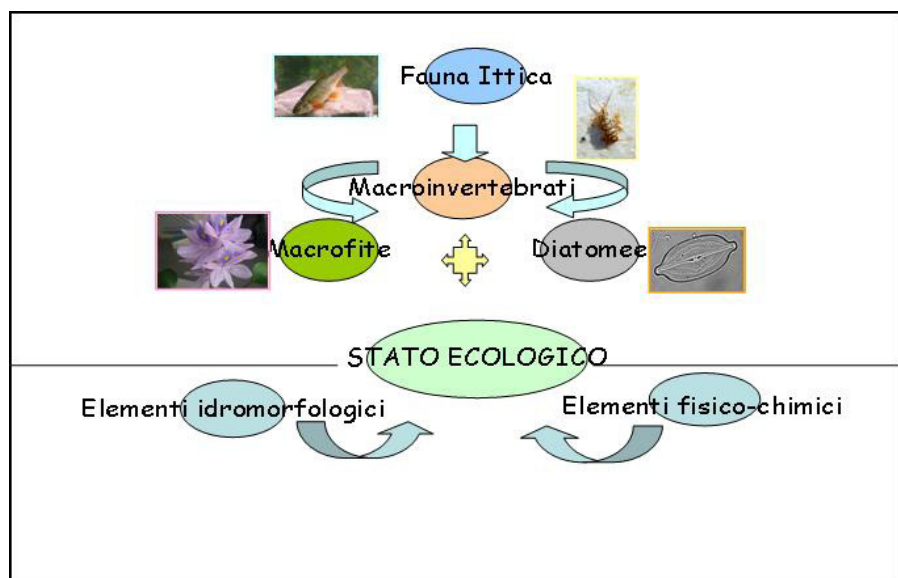 Fauna Ittica
Macroinvertebrati
Macrofite
Diatomee
STATO ECOLOGICO
Elementi idromorfologici
Elementi fisico-chimici